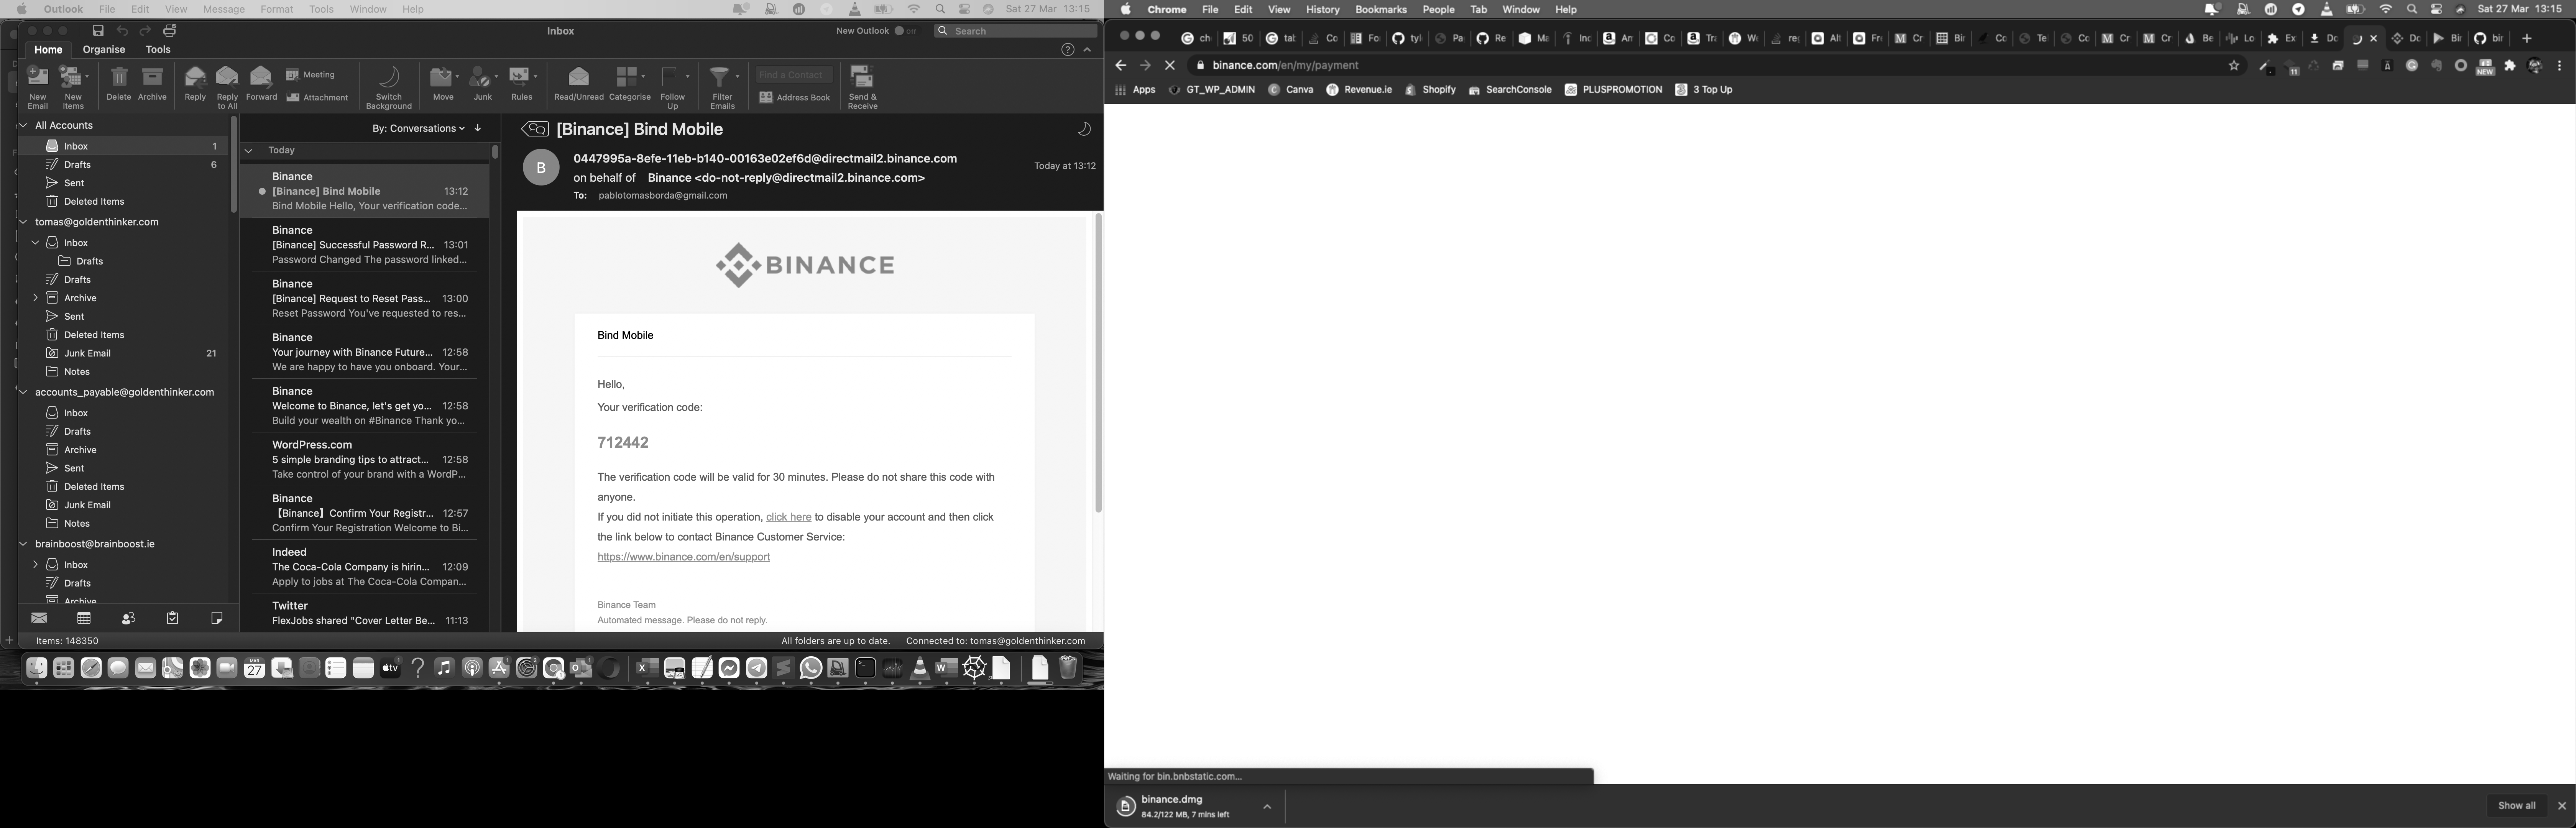 Outlook File Edit View Message Format Tools Window Help Sat 27 Mar 13:15
Inbox New Outlook Search
Home Organise Tools
New Email New Items Delete Archive Reply Reply to All Forward Meeting Attachment Switch Background Move Junk Rules Read/Unread Categorise Follow Up Filter Emails Find a Contact Address Book Send & Receive
All Accounts
Inbox 1
Drafts 6
Sent
Deleted Items
tomas@goldenthinker.com
Inbox
Drafts
Drafts
Archive
Sent
Deleted Items
Junk Email 21
Notes
accounts_payable@goldenthinker.com
Inbox
Drafts
Archive
Sent
Deleted Items
Junk Email
Notes
brainboost@brainboost.ie
Inbox
Drafts
Archive
Items: 148350
By: Conversations
Today
Binance
[Binance] Bind Mobile 13:12
Bind Mobile Hello, Your verification code...
Binance
[Binance] Successful Password R... 13:01
Password Changed The password linked...
Binance
[Binance] Request to Reset Pass... 13:00
Reset Password You've requested to res...
Binance
Your journey with Binance Future... 12:58
We are happy to have you onboard. Your...
Binance
Welcome to Binance, let's get yo... 12:58
Build your wealth on #Binance Thank yo...
WordPress.com
5 simple branding tips to attract... 12:58
Take control of your brand with a WordP...
Binance
【Binance】Confirm Your Registr... 12:57
Confirm Your Registration Welcome to Bi...
Indeed
The Coca-Cola Company is hirin... 12:09
Apply to jobs at The Coca-Cola Compan...
Twitter
FlexJobs shared "Cover Letter Be... 11:13
[Binance] Bind Mobile
B
0447995a-8efe-11eb-b140-00163e02ef6d@directmail2.binance.com
on behalf of Binance <do-not-reply@directmail2.binance.com>
Today at 13:12
To: pablotomasborda@gmail.com
BINANCE
Bind Mobile
Hello,
Your verification code:
712442
The verification code will be valid for 30 minutes. Please do not share this code with
anyone.
If you did not initiate this operation, click here to disable your account and then click
the link below to contact Binance Customer Service:
https://www.binance.com/en/support
Binance Team
Automated message. Please do not reply.
All folders are up to date. Connected to: tomas@goldenthinker.com
MAR
27
tv
Chrome File Edit View History Bookmarks People Tab Window Help Sat 27 Mar 13:15
binance.com/en/my/payment
11 NEW
Apps GT_WP_ADMIN Canva Revenue.ie Shopify SearchConsole PLUSPROMOTION 3 Top Up
Waiting for bin.bnbstatic.com...
binance.dmg
84.2/122 MB, 7 mins left
Show all